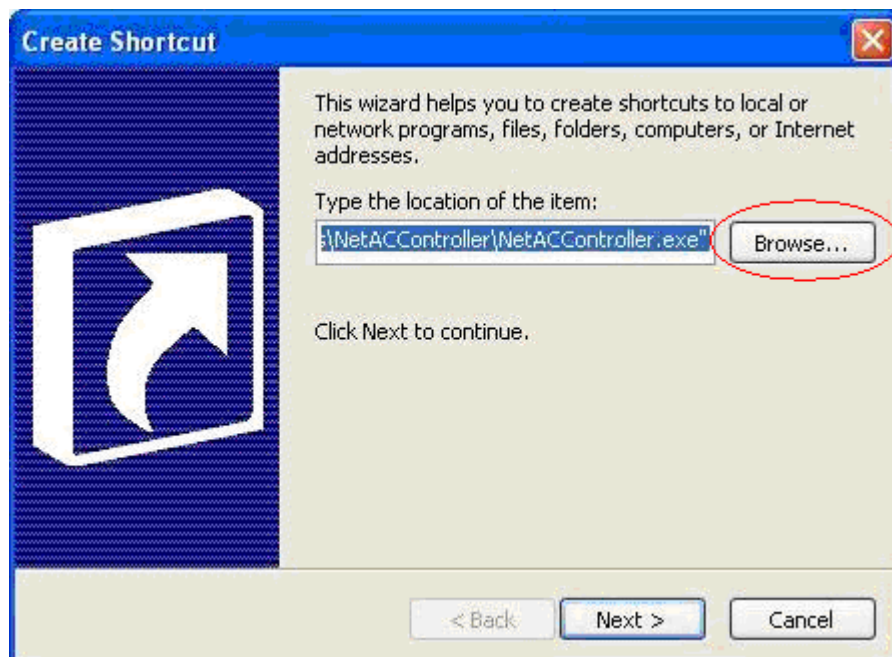 Create Shortcut
This wizard helps you to create shortcuts to local or
network programs, files, folders, computers, or Internet
addresses.
Type the location of the item:
s\NetACController\NetACController.exe"
Browse...
Click Next to continue.
< Back
Next >
Cancel